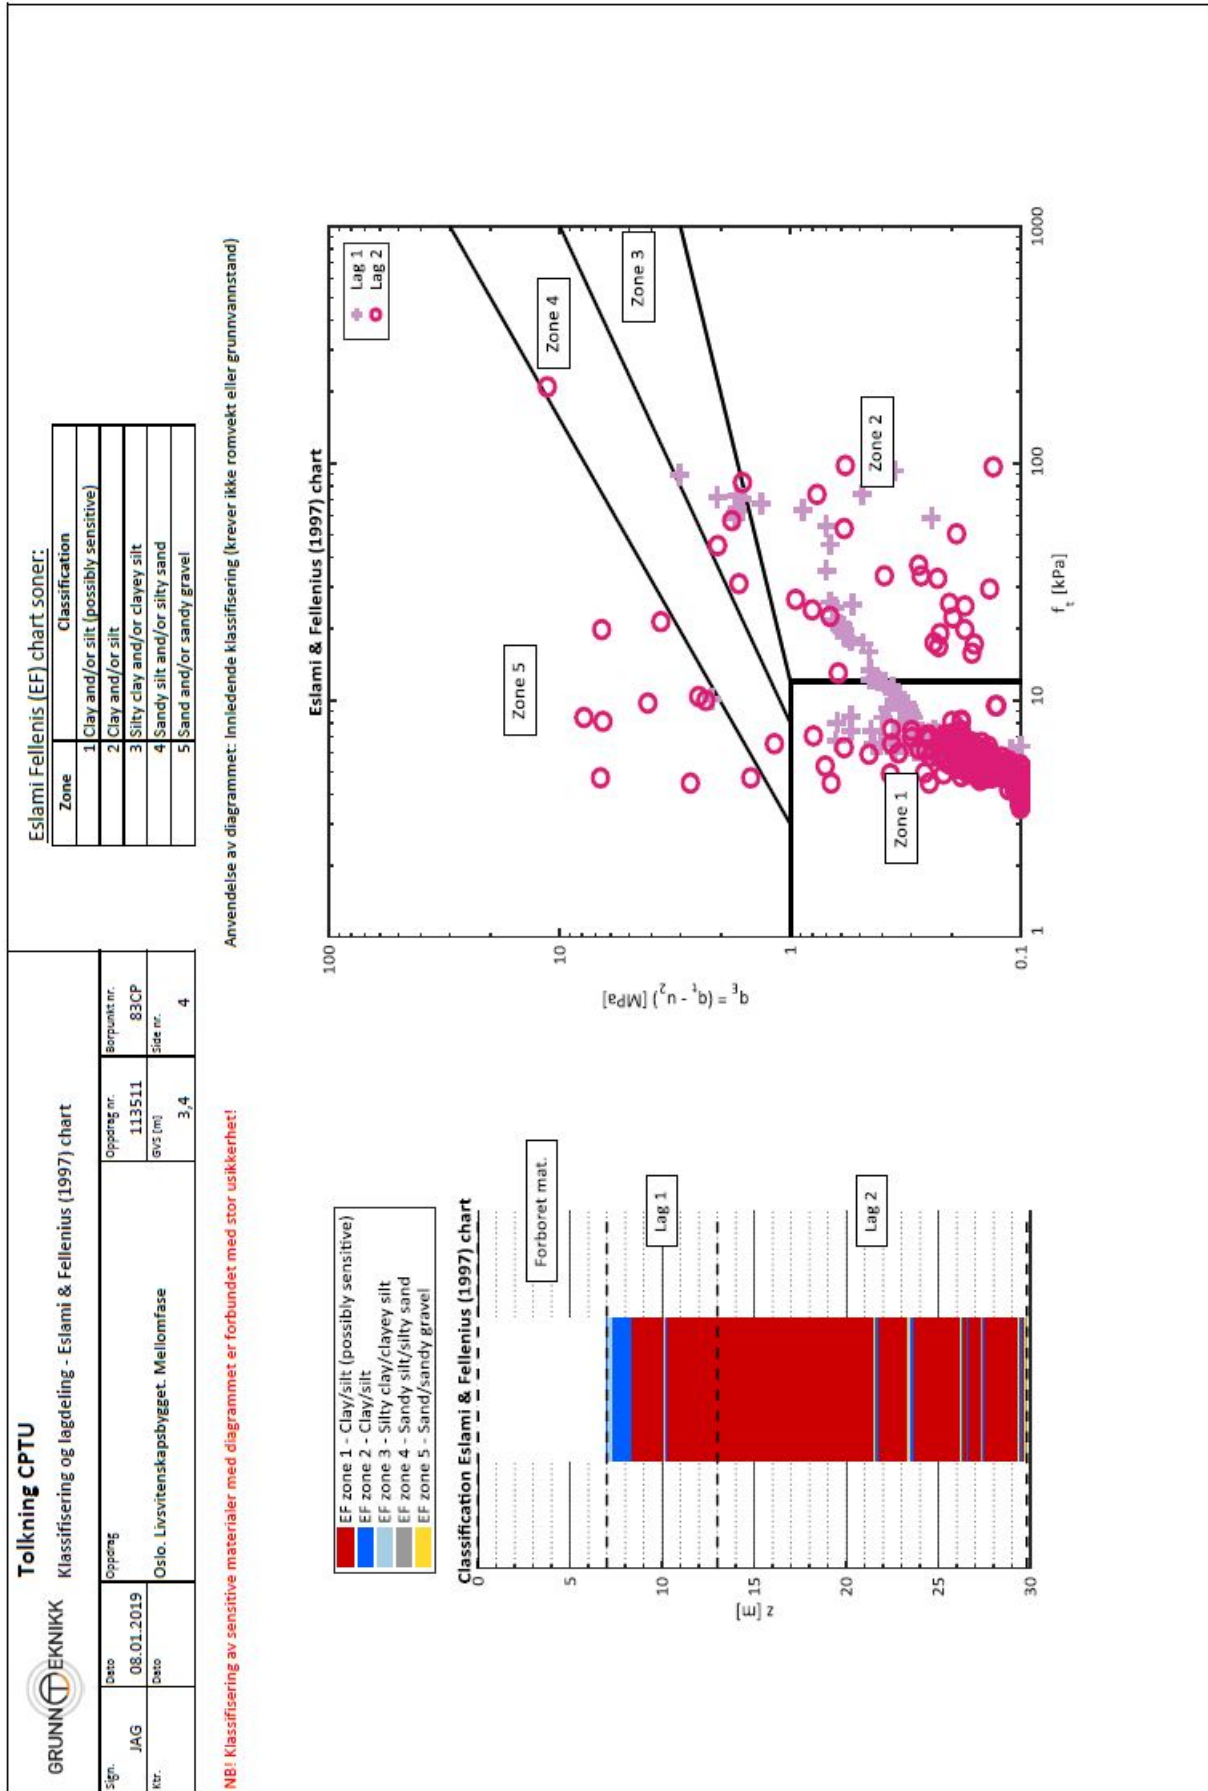 GRUNNTEKNIKK
Tolkning CPTU
Klassifisering og lagdeling - Eslami & Fellenius (1997) chart
Sign.
JAG
Dato
08.01.2019
Oppdrag
Oppdrag nr.
113511
Borpunkt nr.
83CP
Ktr.
Dato
Oslo. Livsvitenskapsbygget. Mellomfase
GVS [m]
3,4
Side nr.
4
Eslami Fellenis (EF) chart soner:
Zone Classification
1 Clay and/or silt (possibly sensitive)
2 Clay and/or silt
3 Silty clay and/or clayey silt
4 Sandy silt and/or silty sand
5 Sand and/or sandy gravel
NB! Klassifisering av sensitive materialer med diagrammet er forbundet med stor usikkerhet!
Anvendelse av diagrammet: Innledende klassifisering (krever ikke romvekt eller grunnvannstand)
EF zone 1 - Clay/silt (possibly sensitive)
EF zone 2 - Clay/silt
EF zone 3 - Silty clay/clayey silt
EF zone 4 - Sandy silt/silty sand
EF zone 5 - Sand/sandy gravel
Classification Eslami & Fellenius (1997) chart
0
5
10
15
20
25
30
z [m]
Forboret mat.
Lag 1
Lag 2
Eslami & Fellenius (1997) chart
100
10
1
0.1
q_E = (q_t - u_2) [MPa]
1
10
100
1000
f_t [kPa]
Lag 1
Lag 2
Zone 5
Zone 4
Zone 3
Zone 2
Zone 1